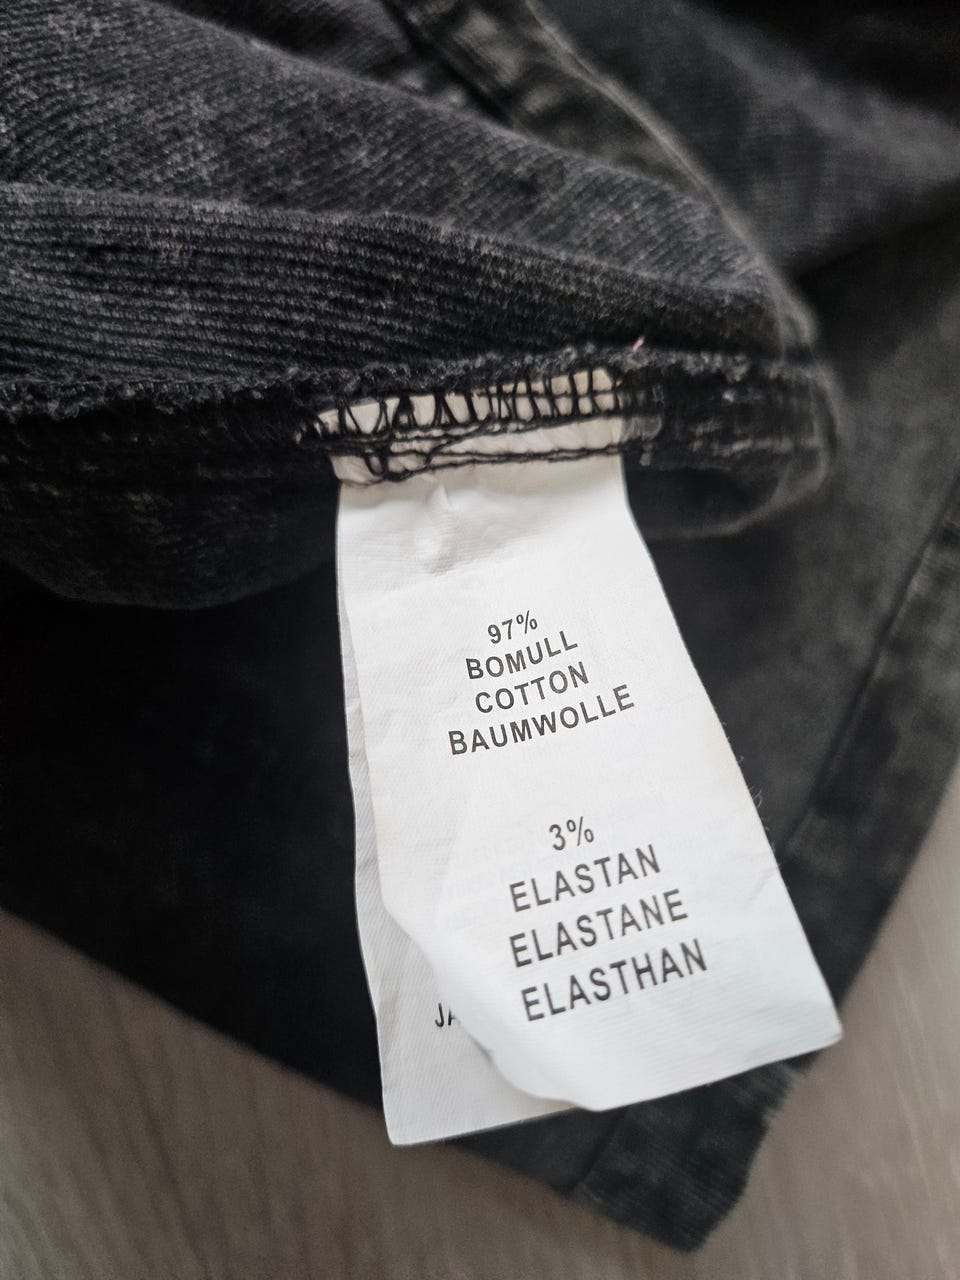 97%
BOMULL
COTTON
BAUMWOLLE
3%
ELASTAN
ELASTANE
ELASTHAN